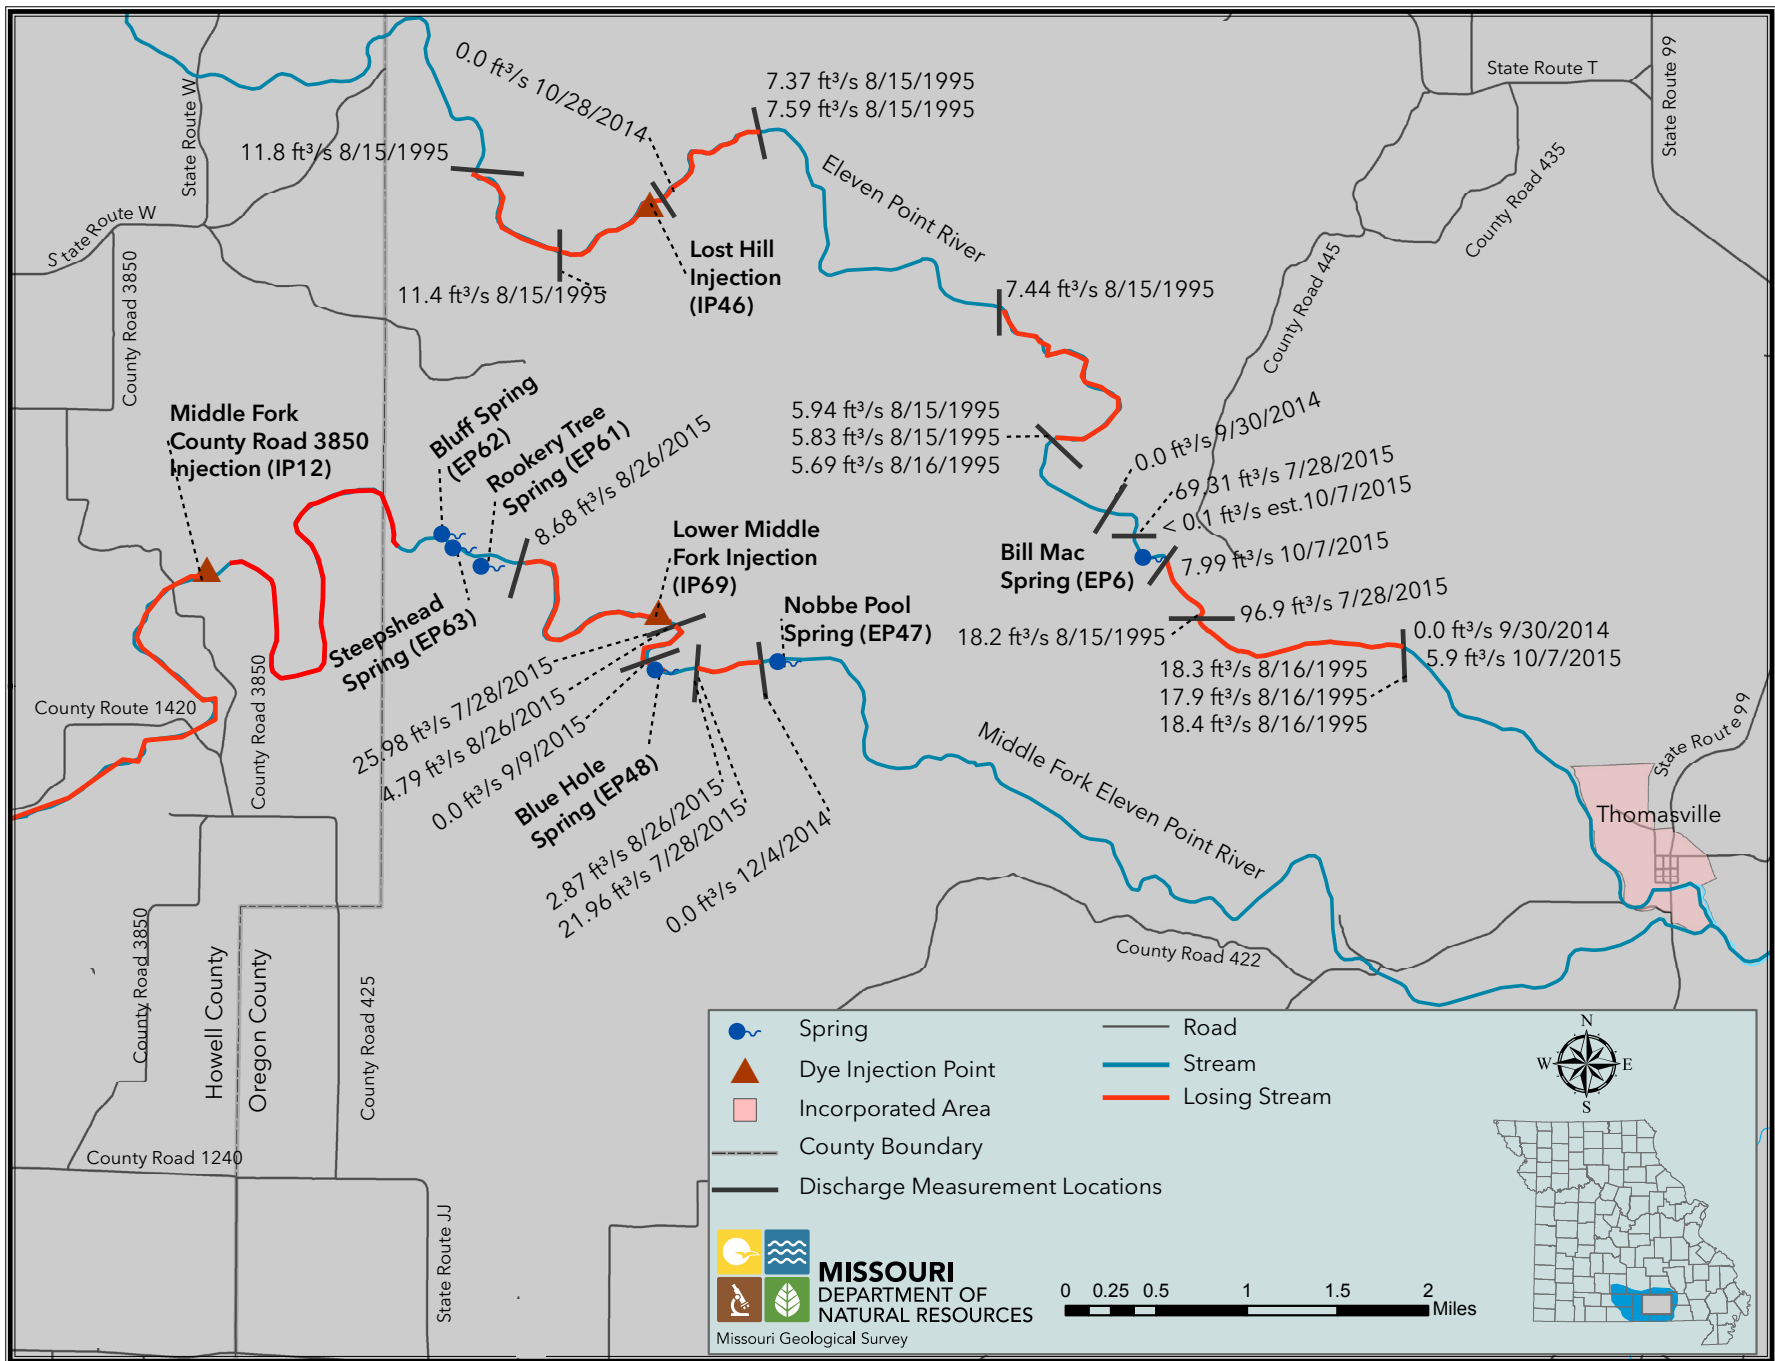 State Route W
0.0 ft³/s 10/28/2014
7.37 ft³/s 8/15/1995
7.59 ft³/s 8/15/1995
State Route T
State Route 99
11.8 ft³/s 8/15/1995
Eleven Point River
County Road 435
S tate Route W
County Road 3850
Lost Hill
Injection
(IP46)
11.4 ft³/s 8/15/1995
7.44 ft³/s 8/15/1995
County Road 445
Middle Fork
County Road 3850
Injection (IP12)
Bluff Spring
(EP62)
Rookery Tree
Spring (EP61)
8.68 ft³/s 8/26/2015
5.94 ft³/s 8/15/1995
5.83 ft³/s 8/15/1995
5.69 ft³/s 8/16/1995
0.0 ft³/s 9/30/2014
69.31 ft³/s 7/28/2015
< 0.1 ft³/s est.10/7/2015
Lower Middle
Fork Injection
(IP69)
Bill Mac
Spring (EP6)
7.99 ft³/s 10/7/2015
96.9 ft³/s 7/28/2015
18.2 ft³/s 8/15/1995
Steepshead
Spring (EP63)
Nobbe Pool
Spring (EP47)
0.0 ft³/s 9/30/2014
5.9 ft³/s 10/7/2015
18.3 ft³/s 8/16/1995
17.9 ft³/s 8/16/1995
18.4 ft³/s 8/16/1995
County Route 1420
County Road 3850
25.98 ft³/s 7/28/2015
4.79 ft³/s 8/26/2015
0.0 ft³/s 9/9/2015
Blue Hole
Spring (EP48)
2.87 ft³/s 8/26/2015
21.96 ft³/s 7/28/2015
0.0 ft³/s 12/4/2014
Middle Fork Eleven Point River
State Route 99
Thomasville
County Road 422
County Road 3850
Howell County
Oregon County
County Road 425
County Road 1240
State Route JJ
Spring
Dye Injection Point
Incorporated Area
County Boundary
Discharge Measurement Locations
Road
Stream
Losing Stream
N
W
E
S
MISSOURI
DEPARTMENT OF
NATURAL RESOURCES
Missouri Geological Survey
0 0.25 0.5 1 1.5 2
Miles